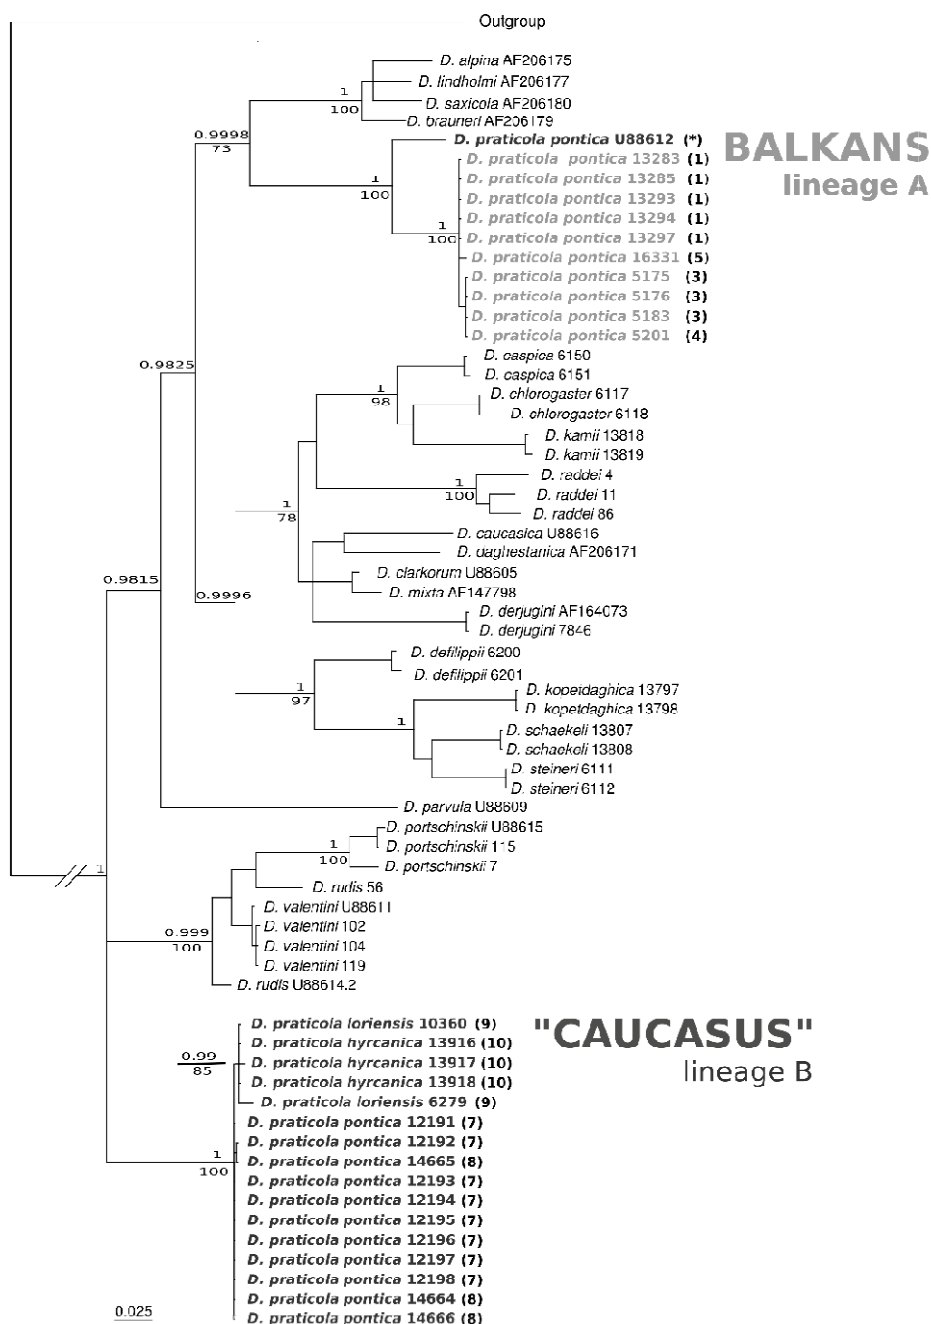 Outgroup
D. alpina AF206175
D. lindholmi AF206177
1
D. saxicola AF206180
100
D. brauneri AF206179
0.9998
73
D. praticola pontica U88612 (*)
BALKANS
lineage A
D. praticola pontica 13283 (1)
D. praticola pontica 13285 (1)
1
100
D. praticola pontica 13293 (1)
D. praticola pontica 13294 (1)
1
100
D. praticola pontica 13297 (1)
D. praticola pontica 16331 (5)
D. praticola pontica 5175 (3)
D. praticola pontica 5176 (3)
D. praticola pontica 5183 (3)
D. praticola pontica 5201 (4)
D. caspica 6150
0.9825
D. caspica 6151
1
98
D. chlorogaster 6117
D. chlorogaster 6118
D. kamii 13818
D. kamii 13819
D. raddei 4
1
100
D. raddei 11
1
78
D. raddei 86
D. caucasica U88616
D. daghestanica AF206171
D. clarkorum U88605
0.9815
D. mixta AF147798
0.9996
D. derjugini AF164073
D. derjugini 7846
D. defilippii 6200
D. defilippii 6201
1
97
D. kopetdaghica 13797
D. kopetdaghica 13798
1
D. schaekeli 13807
D. schaekeli 13808
D. steineri 6111
D. steineri 6112
D. parvula U88609
D. portschinskii U88615
1
100
D. portschinskii 115
D. portschinskii 7
1
D. rudis 56
D. valentini U88611
D. valentini 102
0.999
100
D. valentini 104
D. valentini 119
D. rudis U88614.2
D. praticola loriensis 10360 (9)
"CAUCASUS"
lineage B
D. praticola hyrcanica 13916 (10)
0.99
85
D. praticola hyrcanica 13917 (10)
D. praticola hyrcanica 13918 (10)
D. praticola loriensis 6279 (9)
D. praticola pontica 12191 (7)
D. praticola pontica 12192 (7)
1
100
D. praticola pontica 14665 (8)
D. praticola pontica 12193 (7)
D. praticola pontica 12194 (7)
D. praticola pontica 12195 (7)
D. praticola pontica 12196 (7)
D. praticola pontica 12197 (7)
D. praticola pontica 12198 (7)
D. praticola pontica 14664 (8)
D. praticola pontica 14666 (8)
0.025